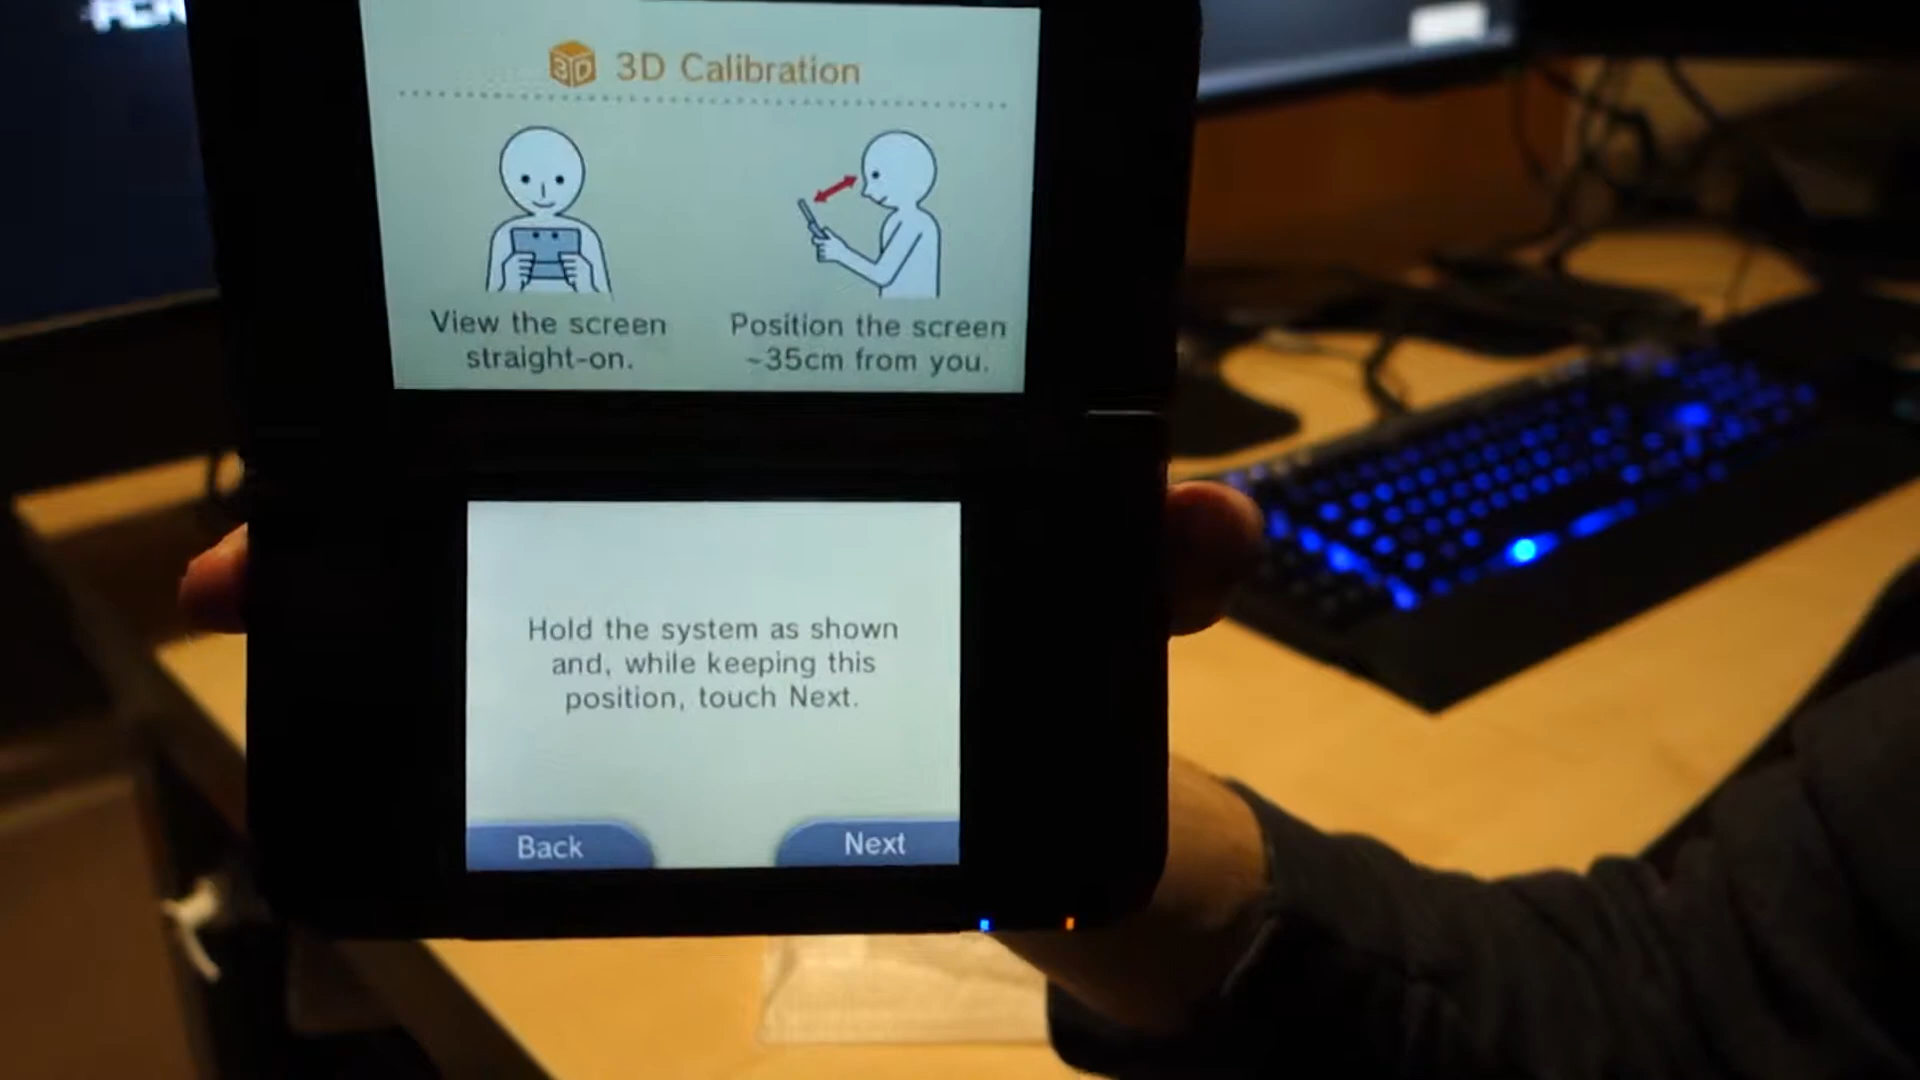 3D 3D Calibration
View the screen
straight-on.
Position the screen
~35cm from you.
Hold the system as shown
and, while keeping this
position, touch Next.
Back
Next